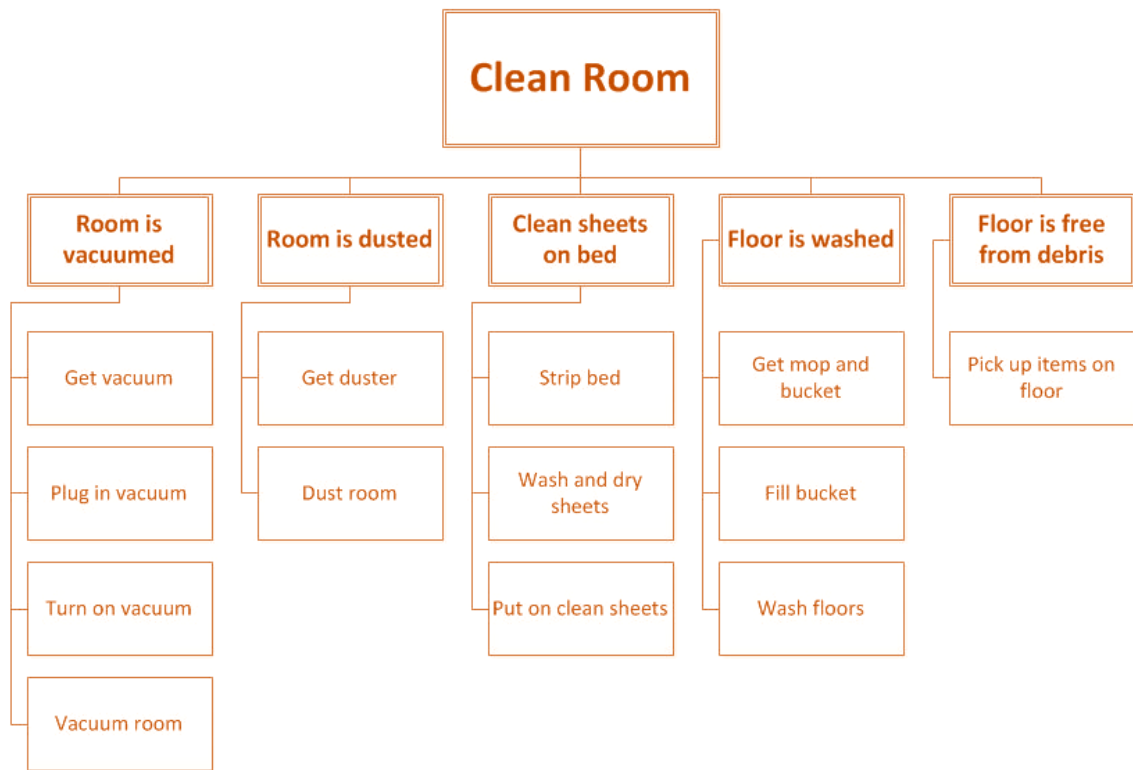 Clean Room
Room is
vacuumed
Room is dusted
Clean sheets
on bed
Floor is washed
Floor is free
from debris
Get vacuum
Get duster
Strip bed
Get mop and
bucket
Pick up items on
floor
Plug in vacuum
Dust room
Wash and dry
sheets
Fill bucket
Turn on vacuum
Put on clean sheets
Wash floors
Vacuum room